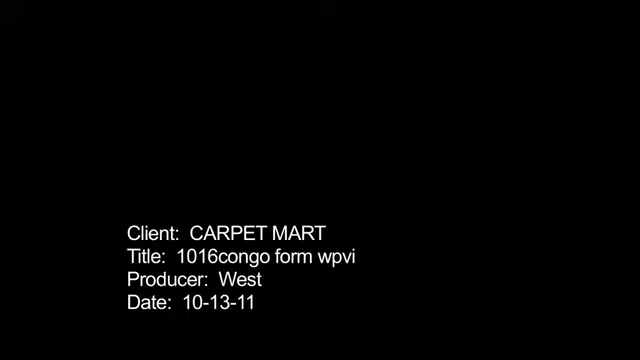 Client: CARPET MART
Title: 1016congo form wpvi
Producer: West
Date: 10-13-11